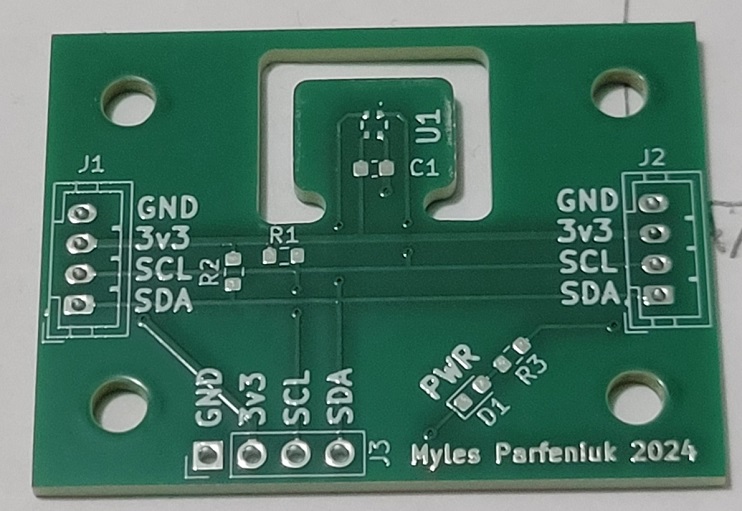 U1
C1
J1
J2
GND
3v3
SCL
SDA
GND
3v3
SCL
SDA
R1
R2
PWR
R3
D1
GND
3v3
SCL
SDA
J3
Myles Parfeniuk 2024